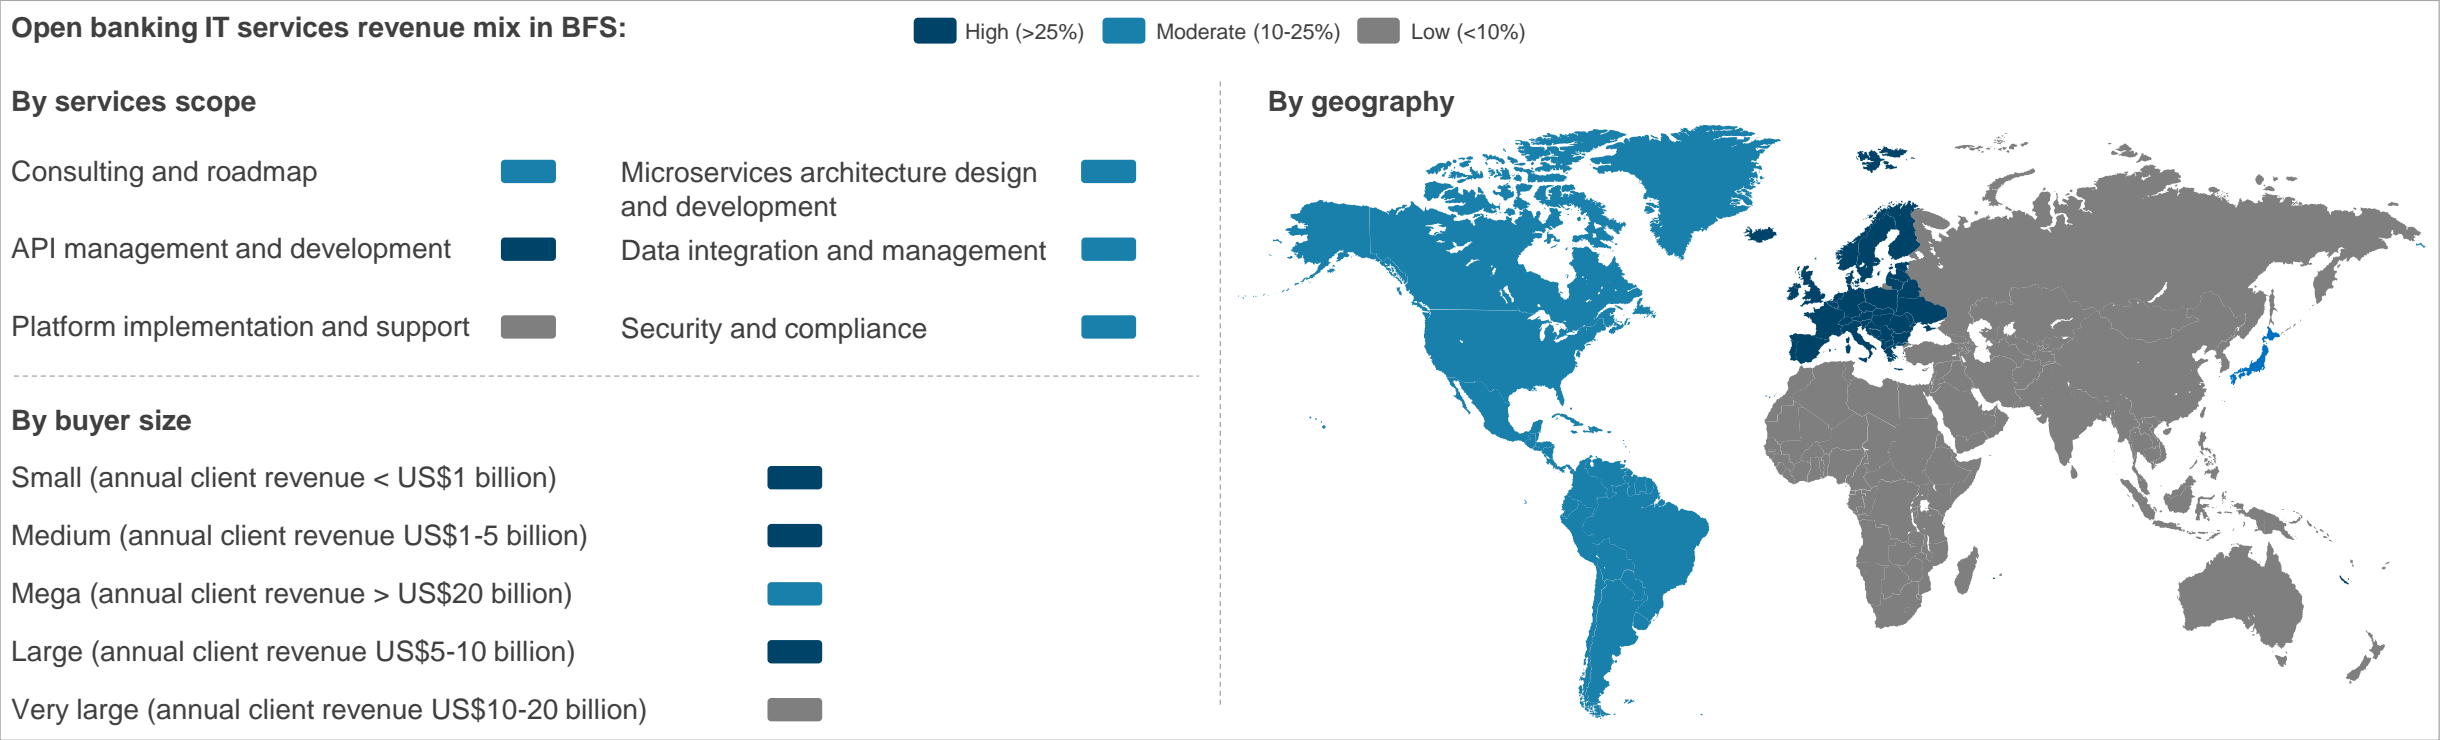 Open banking IT services revenue mix in BFS:
High (>25%)
Moderate (10-25%)
Low (<10%)
By services scope
Consulting and roadmap
Microservices architecture design
and development
API management and development
Data integration and management
Platform implementation and support
Security and compliance
By buyer size
Small (annual client revenue < US$1 billion)
Medium (annual client revenue US$1-5 billion)
Mega (annual client revenue > US$20 billion)
Large (annual client revenue US$5-10 billion)
Very large (annual client revenue US$10-20 billion)
By geography